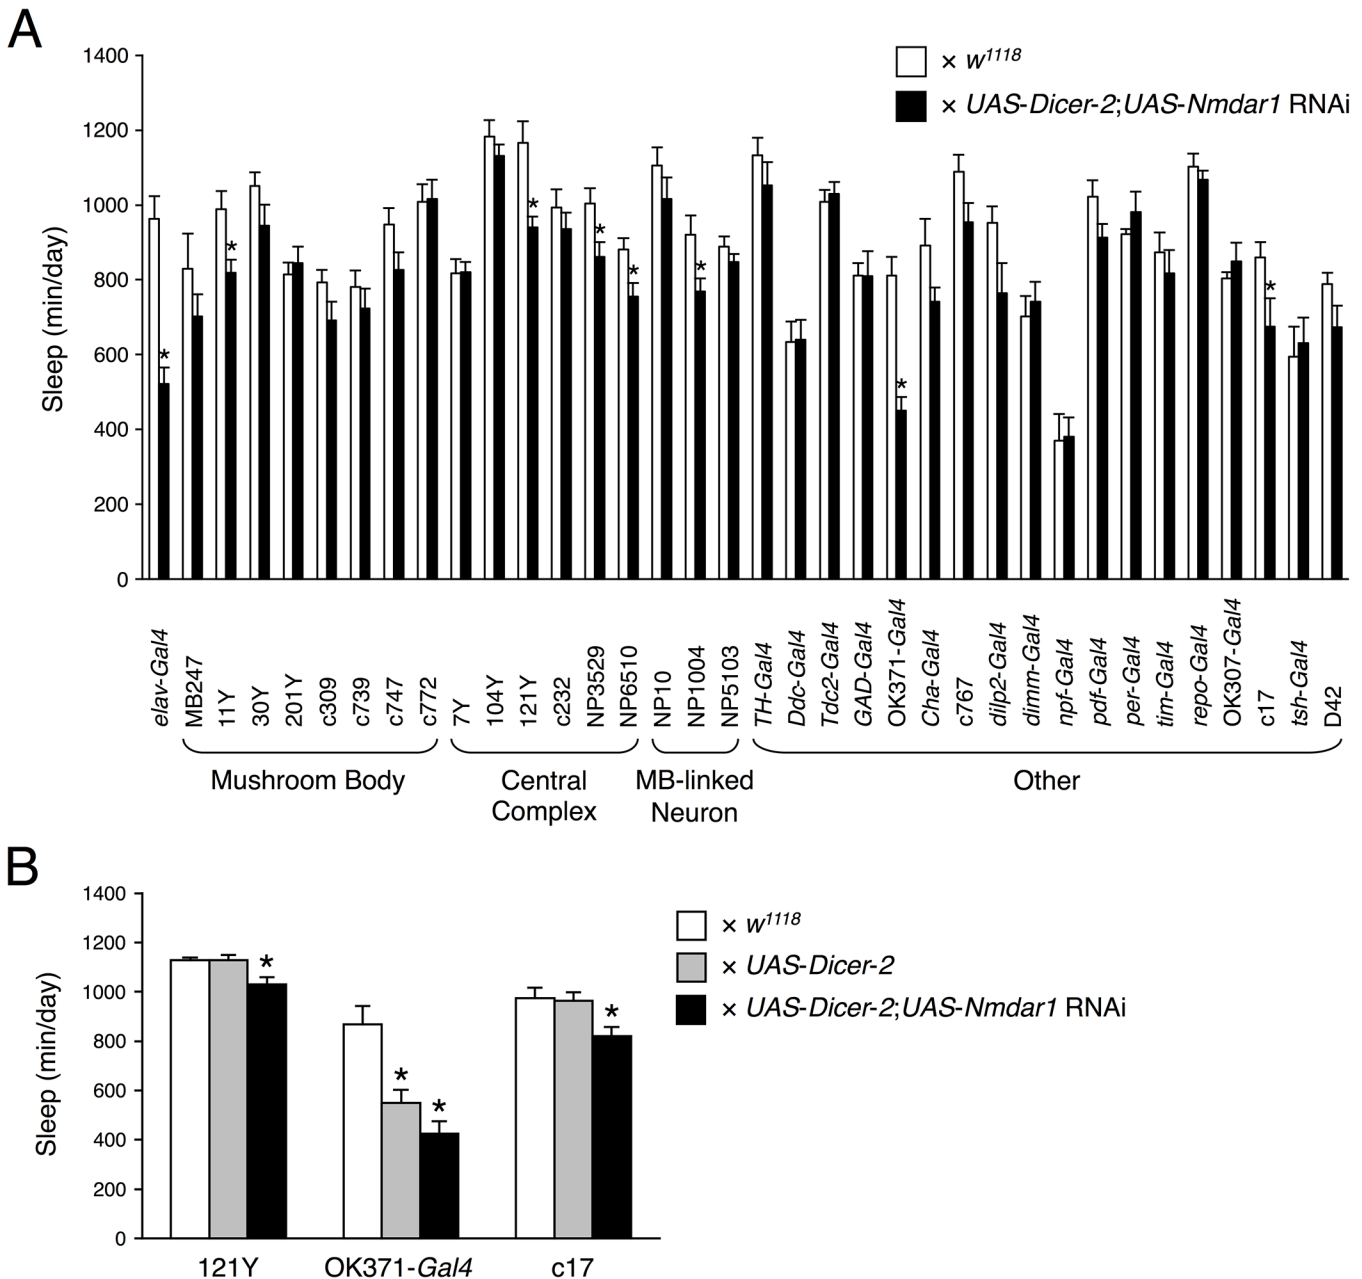 A
1400
1200
1000
800
600
400
200
0
Sleep (min/day)
× w1118
× UAS-Dicer-2;UAS-Nmdar1 RNAi
* * * * * * * *
*
elav-Gal4
MB247
11Y
30Y
201Y
c309
c739
c747
c772
7Y
104Y
121Y
c232
NP3529
NP6510
NP10
NP1004
NP5103
TH-Gal4
Ddc-Gal4
Tdc2-Gal4
GAD-Gal4
OK371-Gal4
Cha-Gal4
c767
dilp2-Gal4
dimm-Gal4
npf-Gal4
pdf-Gal4
per-Gal4
tim-Gal4
repo-Gal4
OK307-Gal4
c17
tsh-Gal4
D42
Mushroom Body
Central
Complex
MB-linked
Neuron
Other
B
1400
1200
1000
800
600
400
200
0
Sleep (min/day)
× w1118
× UAS-Dicer-2
× UAS-Dicer-2;UAS-Nmdar1 RNAi
* * * *
121Y
OK371-Gal4
c17